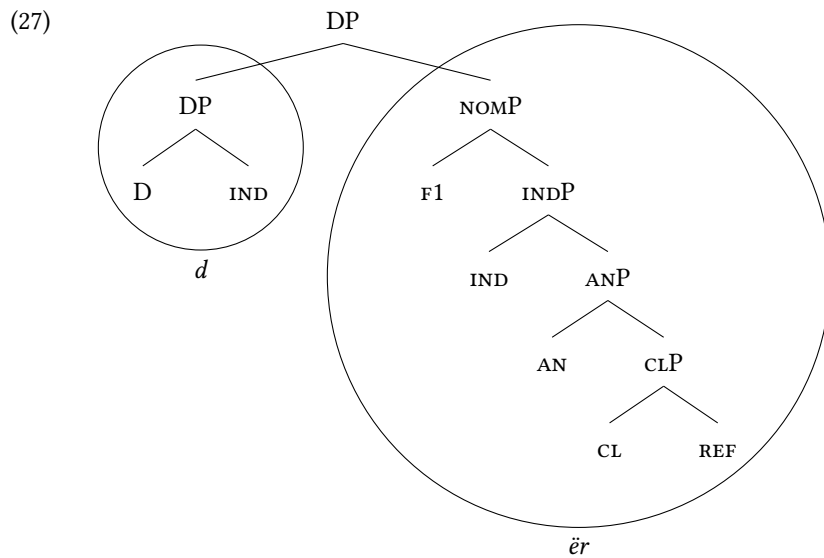 (27) DP
DP NOMP
D IND F1 INDP
d IND ANP
AN CLP
CL REF
ër